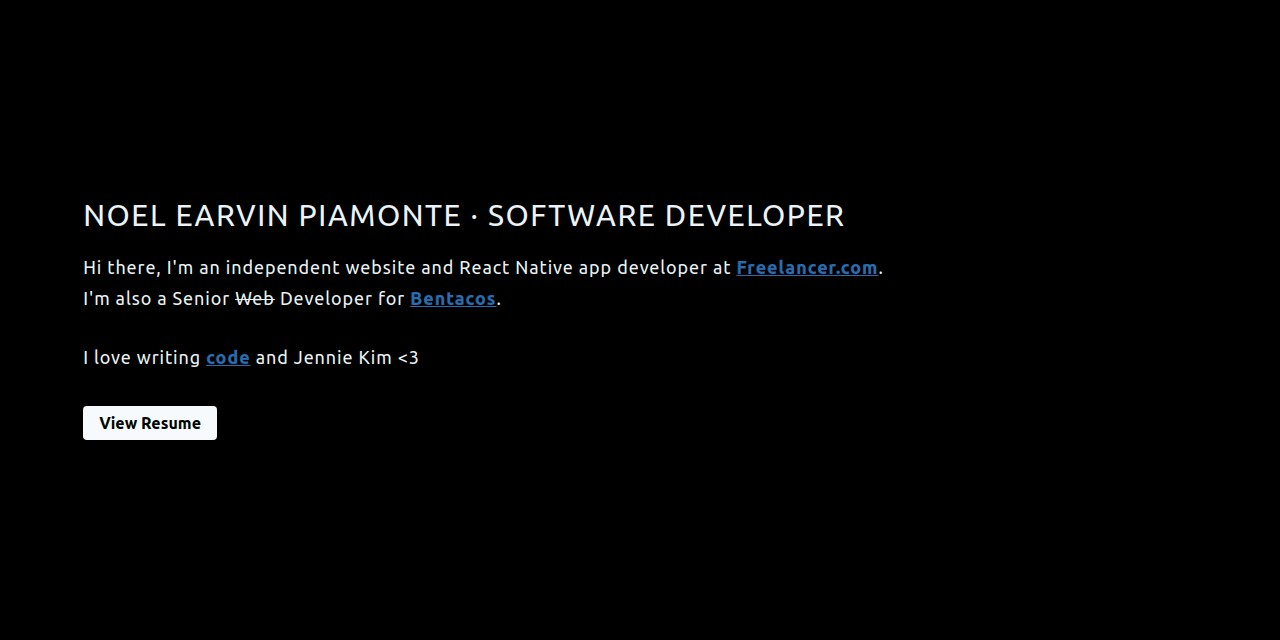 NOEL EARVIN PIAMONTE · SOFTWARE DEVELOPER
Hi there, I'm an independent website and React Native app developer at Freelancer.com.
I'm also a Senior Web Developer for Bentacos.
I love writing code and Jennie Kim <3
View Resume